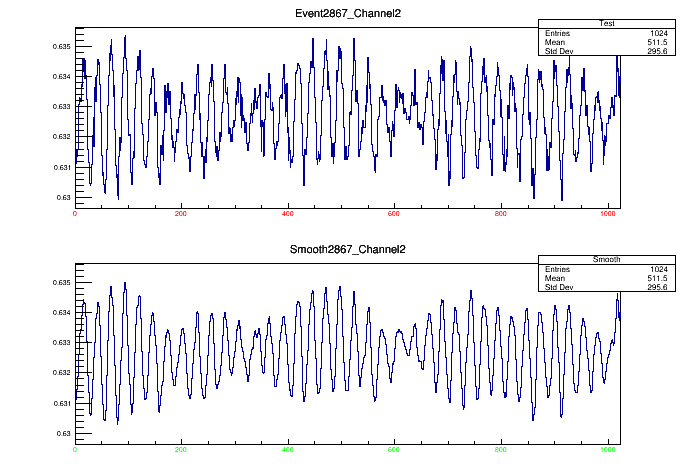 Event2867_Channel2
Test
Entries 1024
Mean 511.5
Std Dev 295.6
0.635
0.634
0.633
0.632
0.631
0.63
0 200 400 600 800 1000
Smooth2867_Channel2
Smooth
Entries 1024
Mean 511.5
Std Dev 295.6
0.635
0.634
0.633
0.632
0.631
0.63
0 200 400 600 800 1000